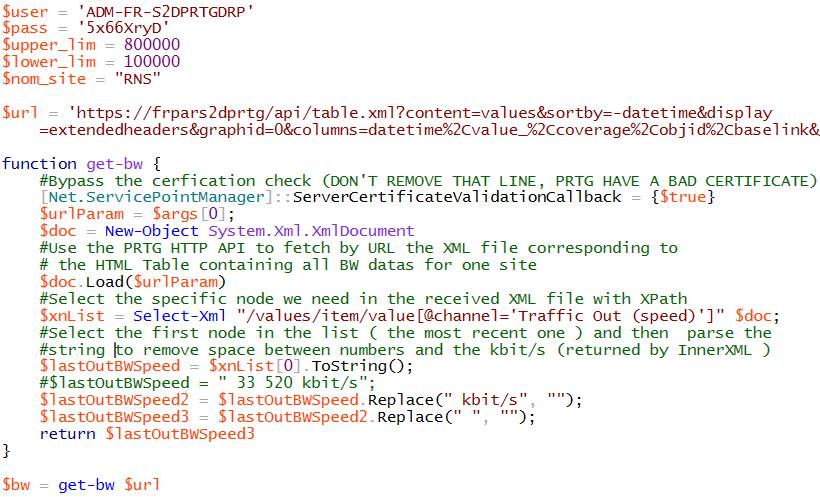 $user = 'ADM-FR-S2DPRTGDRP'
$pass = '5x66XryD'
$upper_lim = 800000
$lower_lim = 100000
$nom_site = "RNS"
$url = 'https://frpars2dprtg/api/table.xml?content=values&sortby=-datetime&display
=extendedheaders&graphid=0&columns=datetime%2Cvalue_%2Ccoverage%2Cobjid%2Cbaselink&
function get-bw {
#Bypass the cerfication check (DON'T REMOVE THAT LINE, PRTG HAVE A BAD CERTIFICATE)
[Net.ServicePointManager]::ServerCertificateValidationCallback = {$true}
$urlParam = $args[0];
$doc = New-Object System.Xml.XmlDocument
#Use the PRTG HTTP API to fetch by URL the XML file corresponding to
# the HTML Table containing all BW datas for one site
$doc.Load($urlParam)
#Select the specific node we need in the received XML file with XPath
$xnList = Select-Xml "/values/item/value[@channel='Traffic Out (speed)']" $doc;
#Select the first node in the list ( the most recent one ) and then  parse the
#string to remove space between numbers and the kbit/s (returned by InnerXML )
$lastOutBWSpeed = $xnList[0].ToString();
#$lastOutBWSpeed = " 33 520 kbit/s";
$lastOutBWSpeed2 = $lastOutBWSpeed.Replace(" kbit/s", "");
$lastOutBWSpeed3 = $lastOutBWSpeed2.Replace(" ", "");
return $lastOutBWSpeed3
}
$bw = get-bw $url